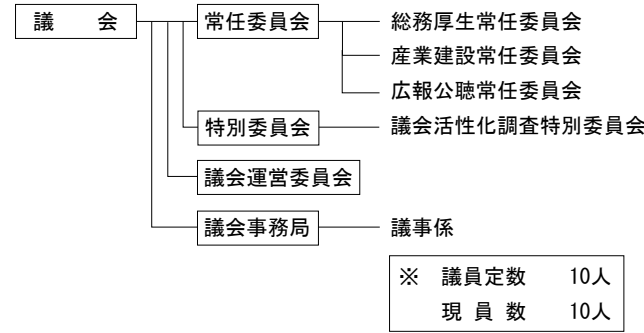 議　会
常任委員会
総務厚生常任委員会
産業建設常任委員会
広報公聴常任委員会
特別委員会
議会活性化調査特別委員会
議会運営委員会
議会事務局
議事係
※　議員定数　10人
現 員 数　10人